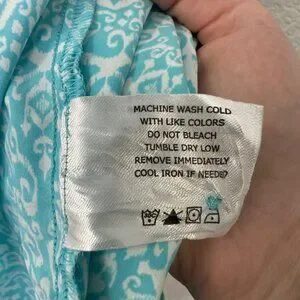 MACHINE WASH COLD
WITH LIKE COLORS
DO NOT BLEACH
TUMBLE DRY LOW
REMOVE IMMEDIATELY
COOL IRON IF NEEDED